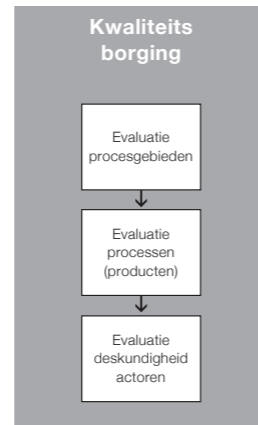 Kwaliteits
borging
Evaluatie
procesgebieden
Evaluatie
processen
(producten)
Evaluatie
deskundigheid
actoren